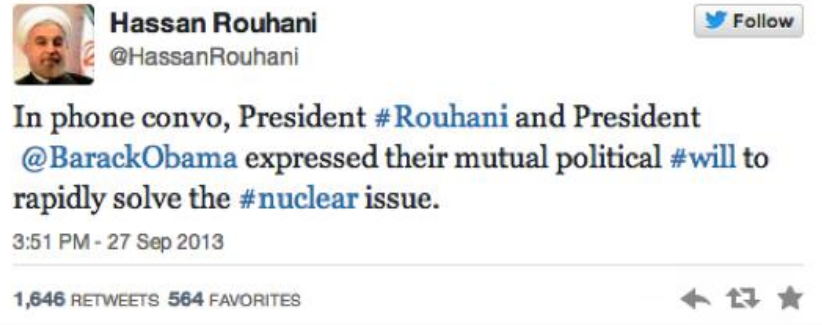 Hassan Rouhani
@HassanRouhani
Follow
In phone convo, President #Rouhani and President
@BarackObama expressed their mutual political #will to
rapidly solve the #nuclear issue.
3:51 PM - 27 Sep 2013
1,646 RETWEETS 564 FAVORITES